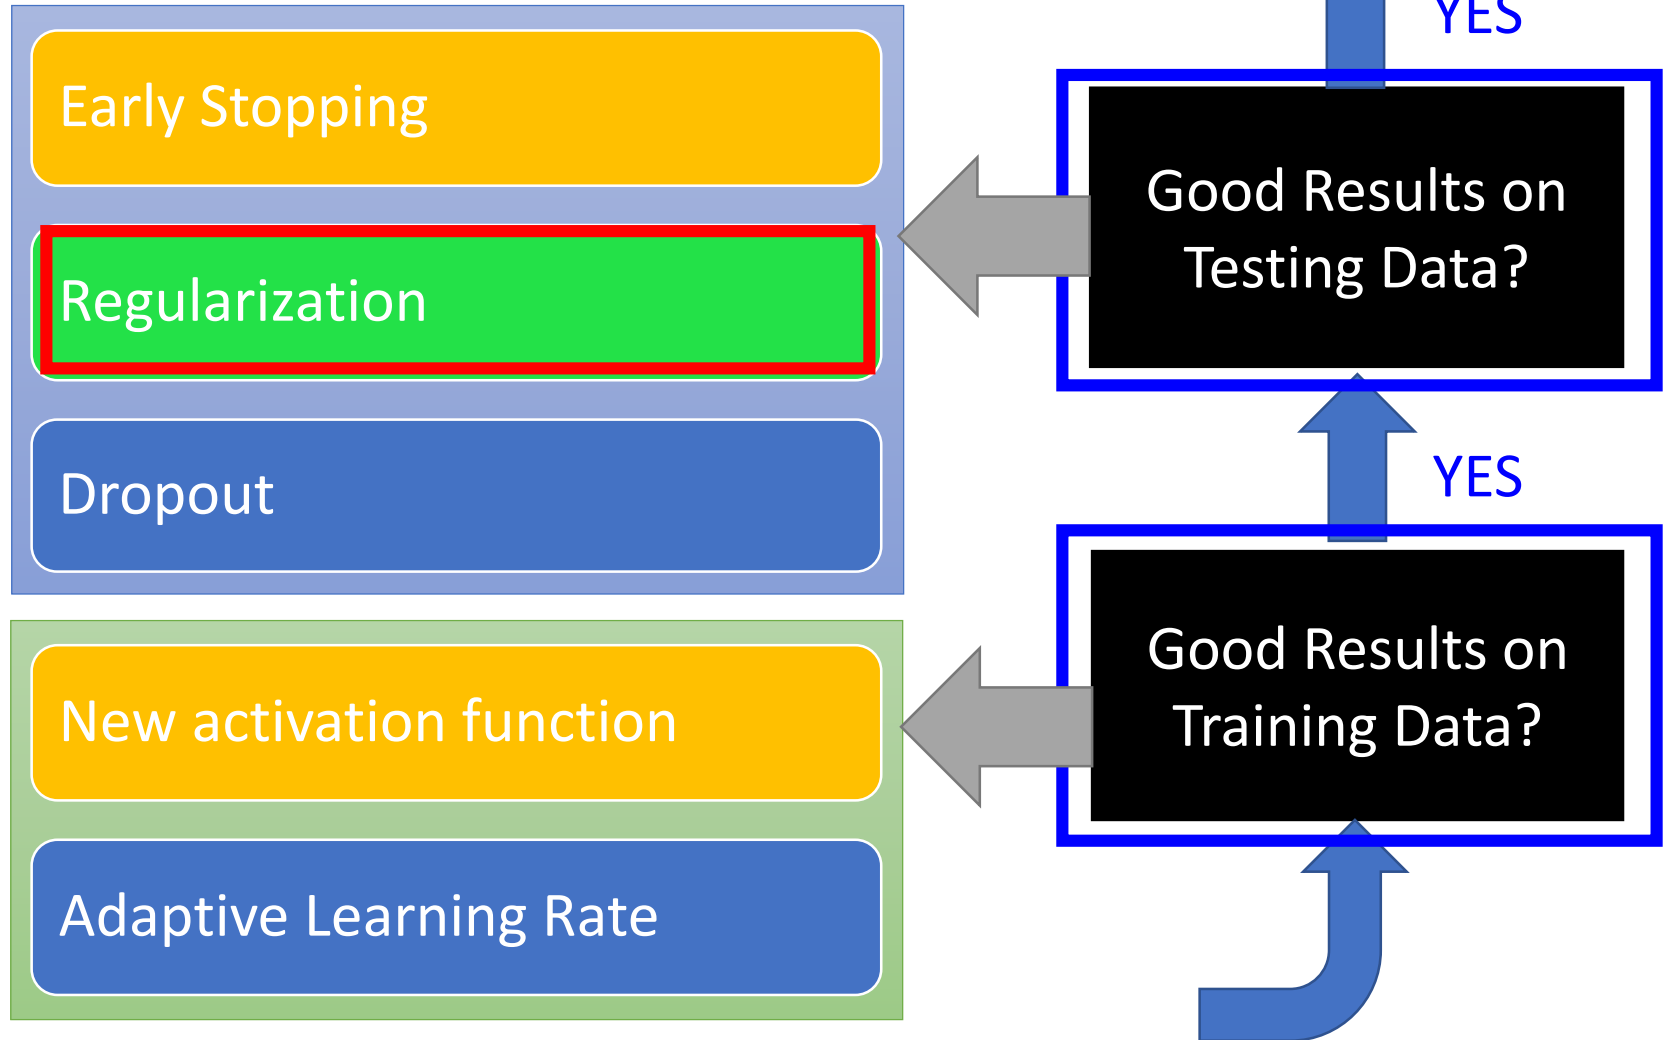 YES
Early Stopping
Regularization
Dropout
Good Results on
Testing Data?
YES
New activation function
Adaptive Learning Rate
Good Results on
Training Data?